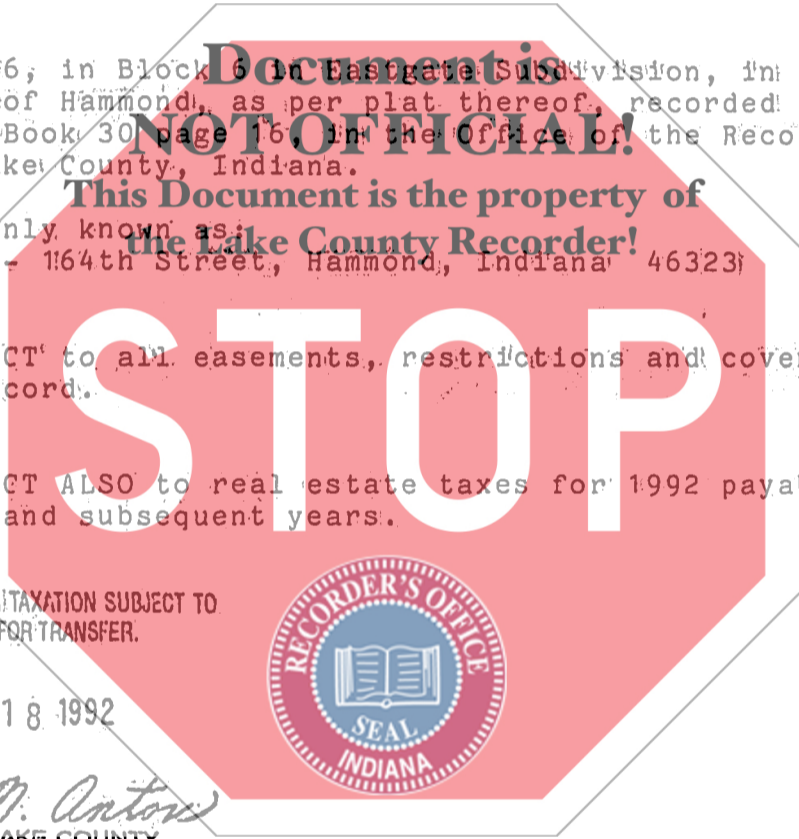 Document is
NOT OFFICIAL!
This Document is the property of
the Lake County Recorder!
STOP
6, in Block 6 in Eastgate Subdivision, in
of Hammond, as per plat thereof, recorded
Book 30 page 16, in the Office of the Reco
ke County, Indiana.
nly known as:
- 164th Street, Hammond, Indiana 46323
CT to all easements, restrictions and cove
cord.
CT ALSO to real estate taxes for 1992 paya
and subsequent years.
TAXATION SUBJECT TO
FOR TRANSFER.
18 1992
N. Anton
AKE COUNTY
RECORDER'S OFFICE
SEAL
INDIANA